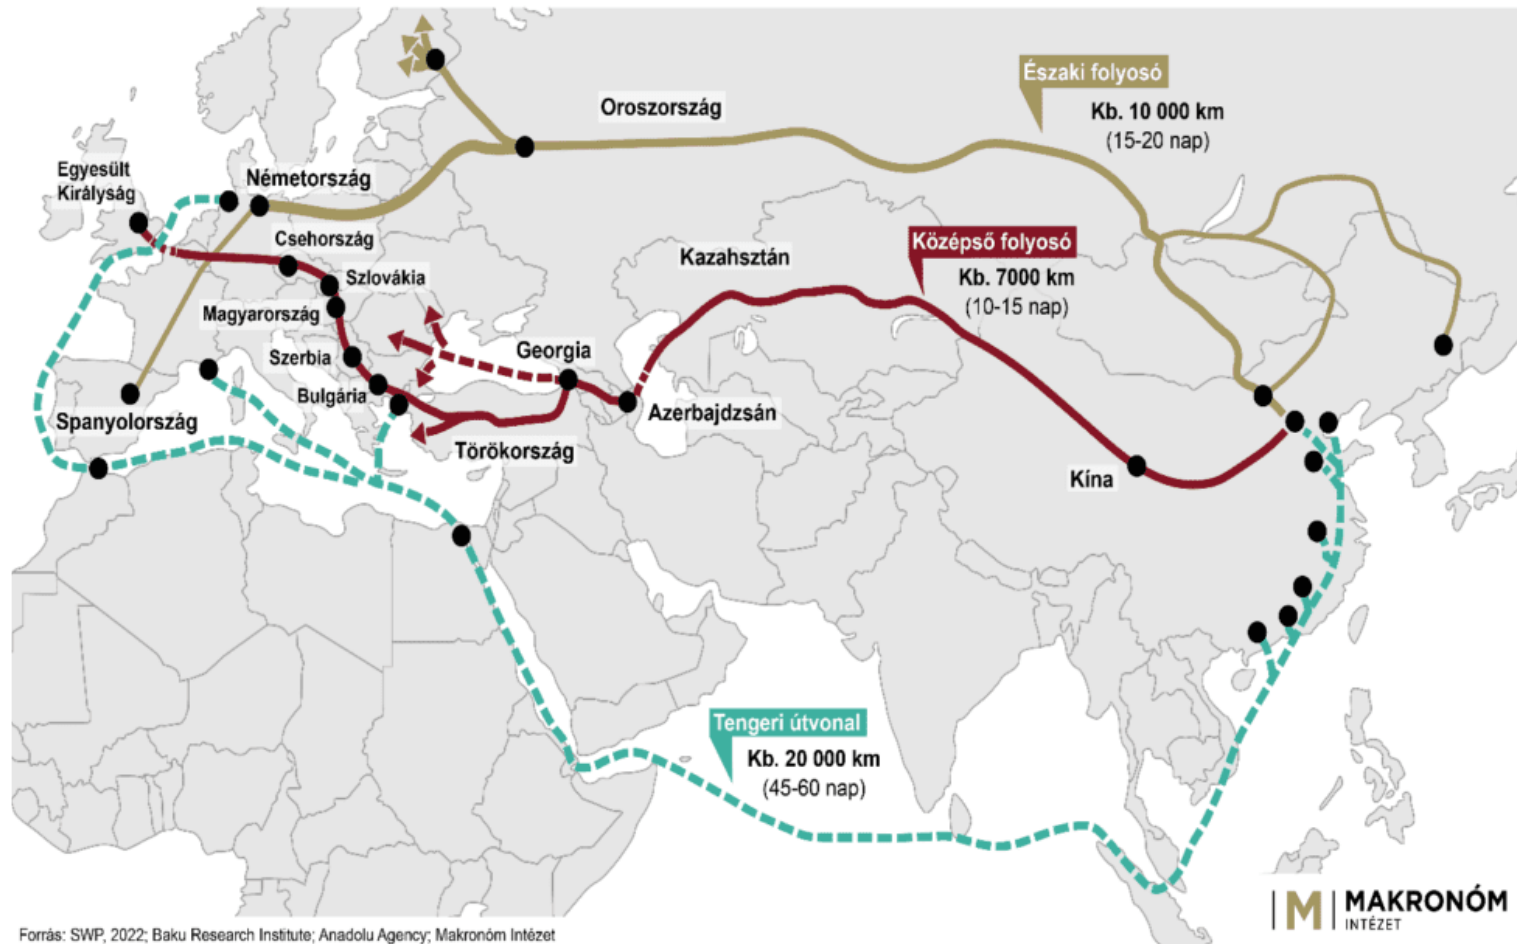 Északi folyosó
Kb. 10 000 km
(15-20 nap)
Oroszország
Egyesült
Királyság
Németország
Csehország
Szlovákia
Magyarország
Szerbia
Bulgária
Spanyolország
Georgia
Törökország
Azerbajdzsán
Kazahsztán
Középső folyosó
Kb. 7000 km
(10-15 nap)
Kína
Tengeri útvonal
Kb. 20 000 km
(45-60 nap)
M
MAKRONÓM
INTÉZET
Forrás: SWP, 2022; Baku Research Institute; Anadolu Agency; Makronóm Intézet